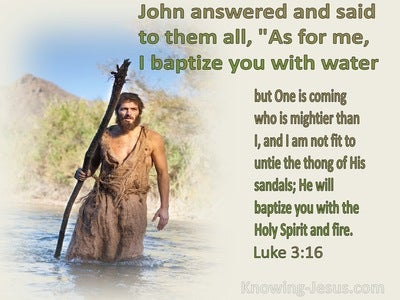 John answered and said
to them all, "As for me,
I baptize you with water
but One is coming
who is mightier than
I, and I am not fit to
untie the thong of His
sandals; He will
baptize you with the
Holy Spirit and fire.
Luke 3:16
Knowing-Jesus.com